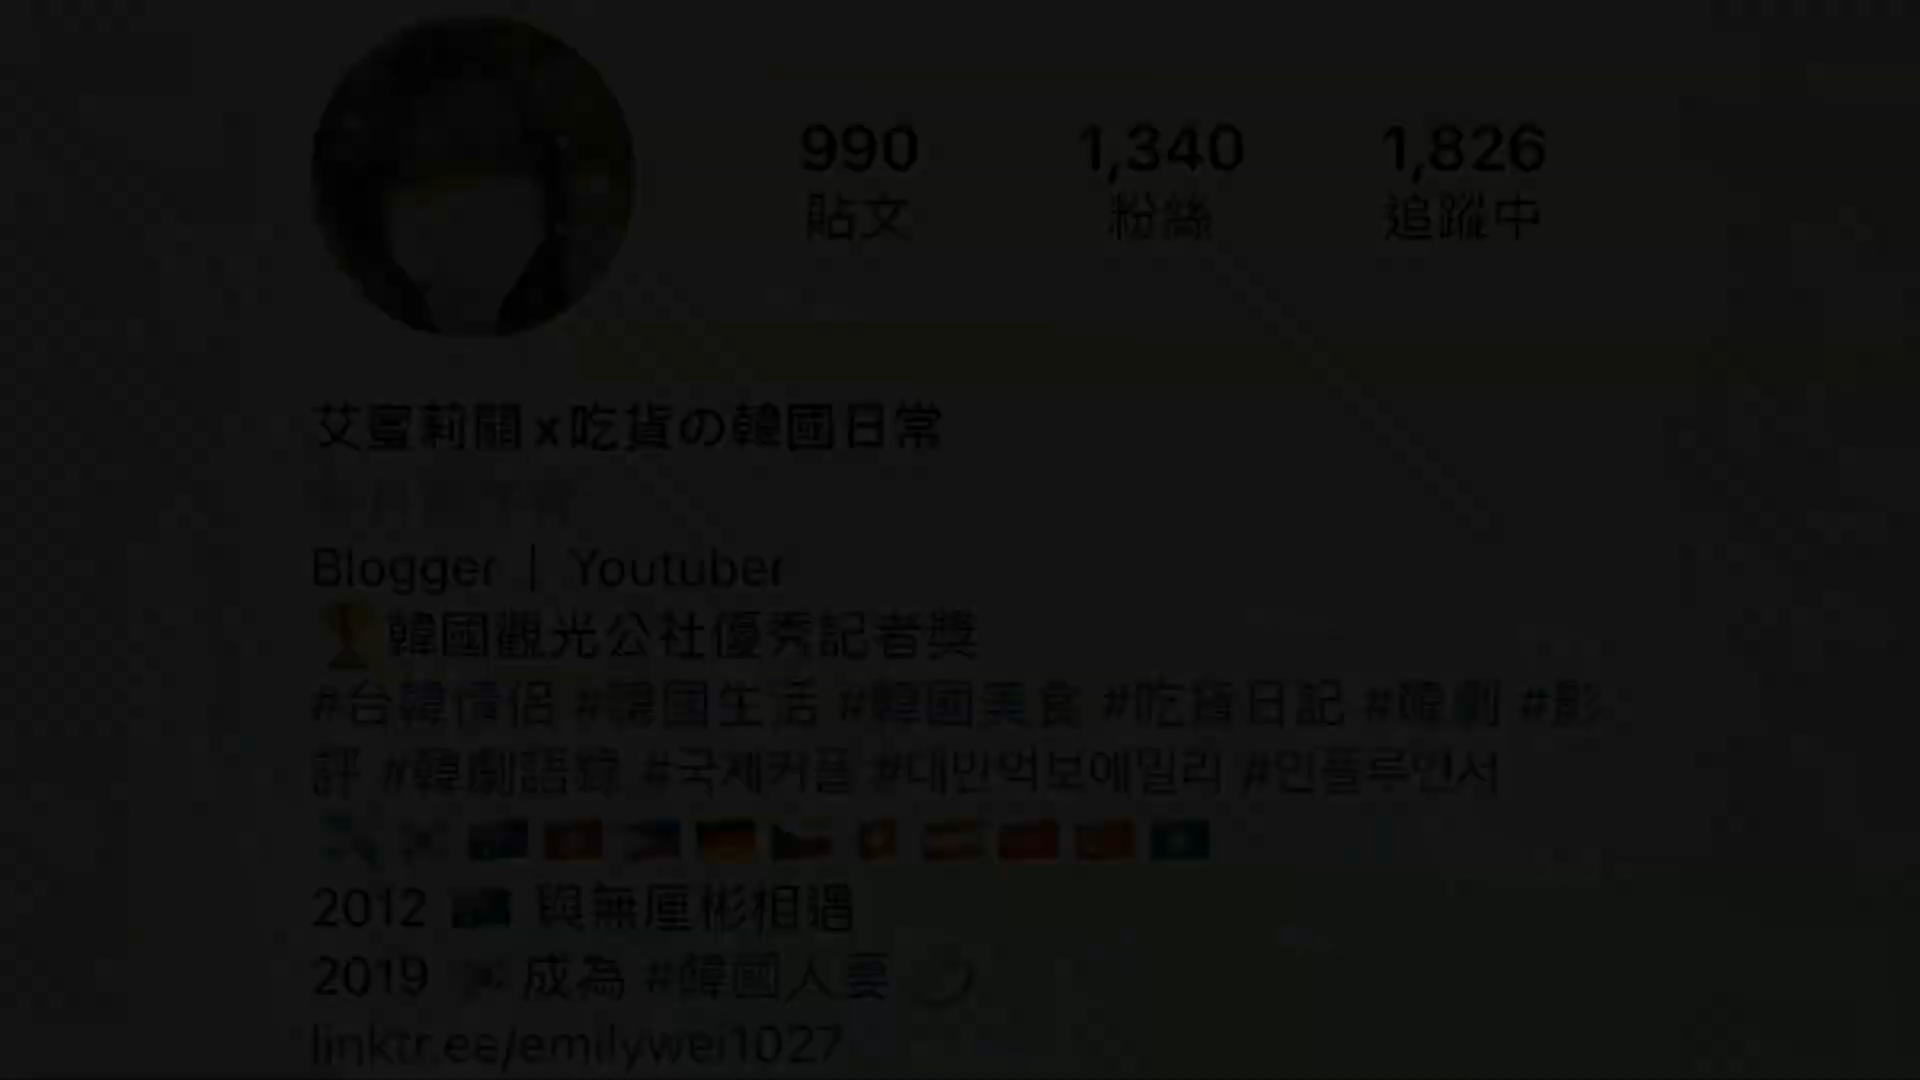 990 1,340 1,826
貼文 粉絲 追蹤中
艾蜜莉關x吃貨の韓國日常
Blogger | Youtuber
韓國觀光公社優秀記者獎
#台韓情侶 #韓國生活 #韓國美食 #吃貨日記 #韓劇 #影
評 #韓劇語錄 #국제커플 #대만먹보에밀리 #인플루언서
2012 與無厘彬相遇
2019 成為 #韓國人妻
linktr.ee/emilywei1027